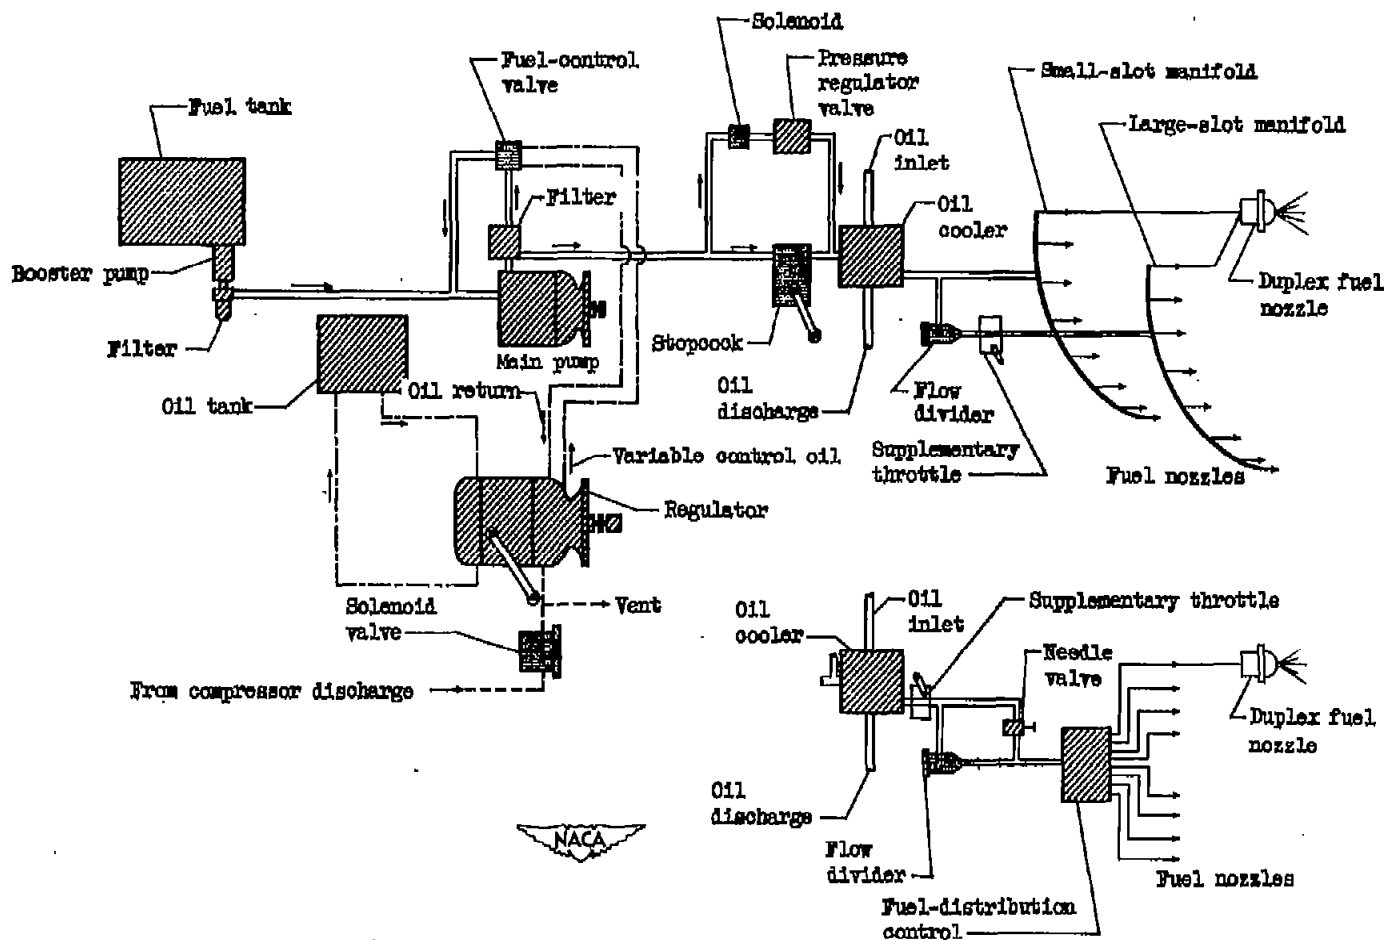 Solenoid
Fuel-control
valve
Pressure
regulator
valve
Small-slot manifold
Fuel tank
Large-slot manifold
Oil
inlet
Filter
Oil
cooler
Booster pump
Duplex fuel
nozzle
Filter
Stopcock
Main pump
Oil return
Oil tank
Oil
discharge
Flow
divider
Supplementary
throttle
Variable control oil
Fuel nozzles
Regulator
Solenoid
valve
Vent
From compressor discharge
Oil
cooler
Oil
inlet
Supplementary throttle
Needle
valve
Duplex fuel
nozzle
Oil
discharge
NACA
Flow
divider
Fuel nozzles
Fuel-distribution
control